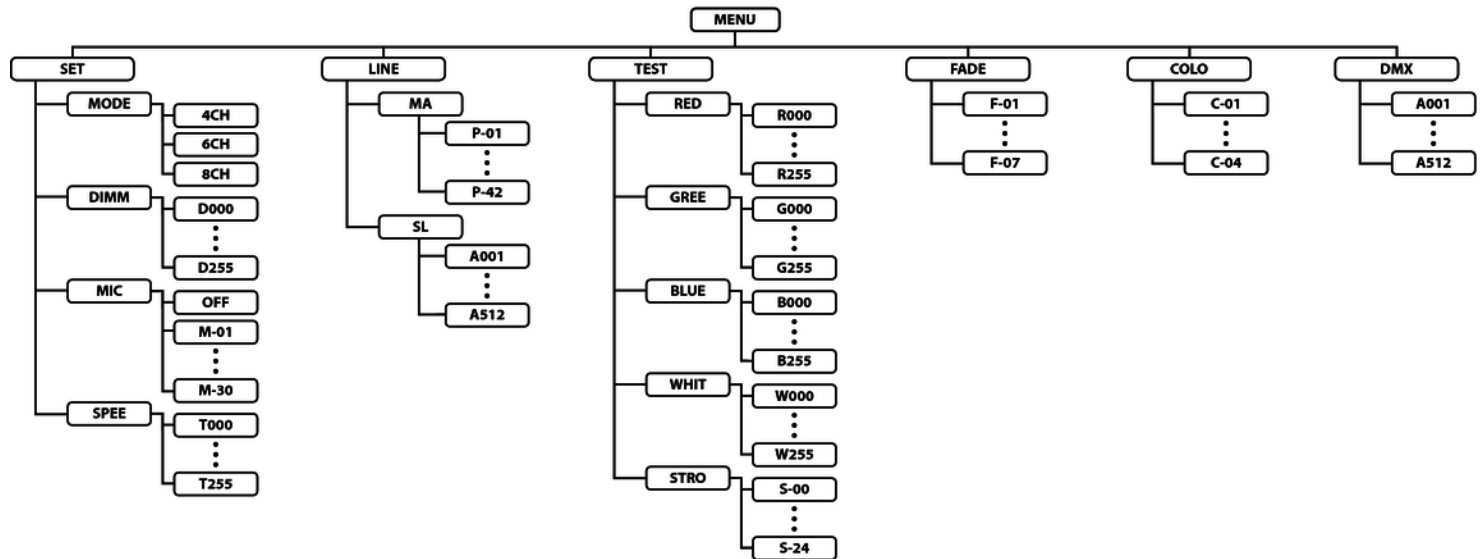 MENU
SET
MODE
4CH
6CH
8CH
DIMM
D000
D255
MIC
OFF
M-01
M-30
SPEE
T000
T255
LINE
MA
P-01
P-42
SL
A001
A512
TEST
RED
R000
R255
GREE
G000
G255
BLUE
B000
B255
WHIT
W000
W255
STRO
S-00
S-24
FADE
F-01
F-07
COLO
C-01
C-04
DMX
A001
A512